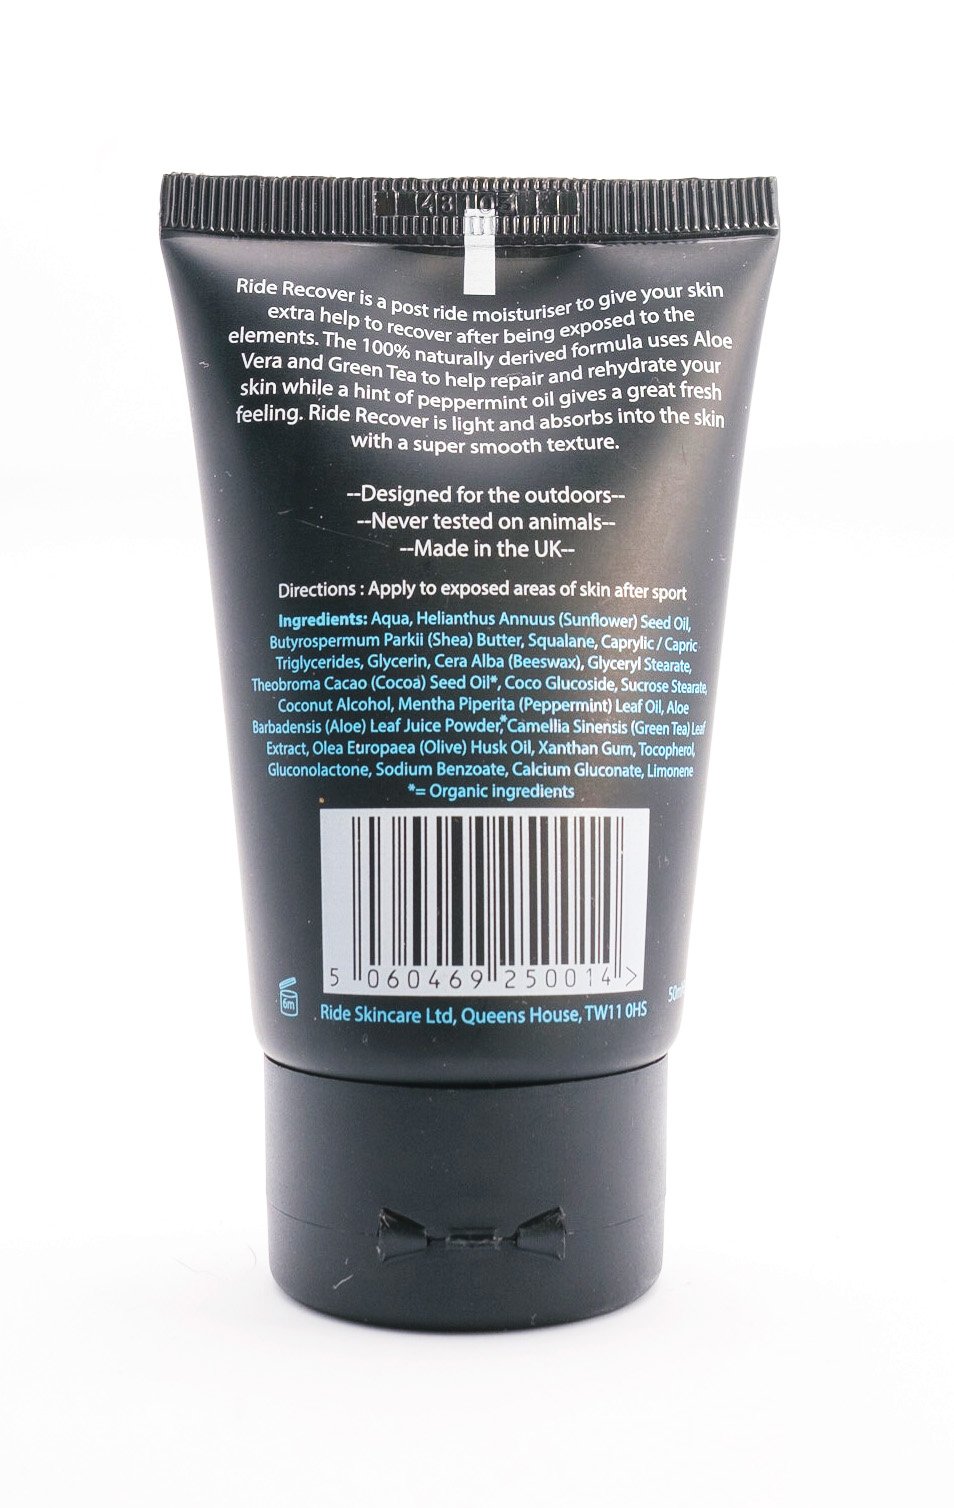 Ride Recover is a post ride moisturiser to give your skin
extra help to recover after being exposed to the
elements. The 100% naturally derived formula uses Aloe
Vera and Green Tea to help repair and rehydrate your
skin while a hint of peppermint oil gives a great fresh
feeling. Ride Recover is light and absorbs into the skin
with a super smooth texture.
--Designed for the outdoors--
--Never tested on animals--
--Made in the UK--
Directions : Apply to exposed areas of skin after sport
Ingredients: Aqua, Helianthus Annuus (Sunflower) Seed Oil,
Butyrospermum Parkii (Shea) Butter, Squalane, Caprylic / Capric
Triglycerides, Glycerin, Cera Alba (Beeswax), Glyceryl Stearate,
Theobroma Cacao (Cocoa) Seed Oil*, Coco Glucoside, Sucrose Stearate,
Coconut Alcohol, Mentha Piperita (Peppermint) Leaf Oil, Aloe
Barbadensis (Aloe) Leaf Juice Powder,*Camellia Sinensis (Green Tea) Leaf
Extract, Olea Europaea (Olive) Husk Oil, Xanthan Gum, Tocopherol,
Gluconolactone, Sodium Benzoate, Calcium Gluconate, Limonene
*= Organic ingredients
5 060469 250014 >
6m
Ride Skincare Ltd, Queens House, TW11 0HS